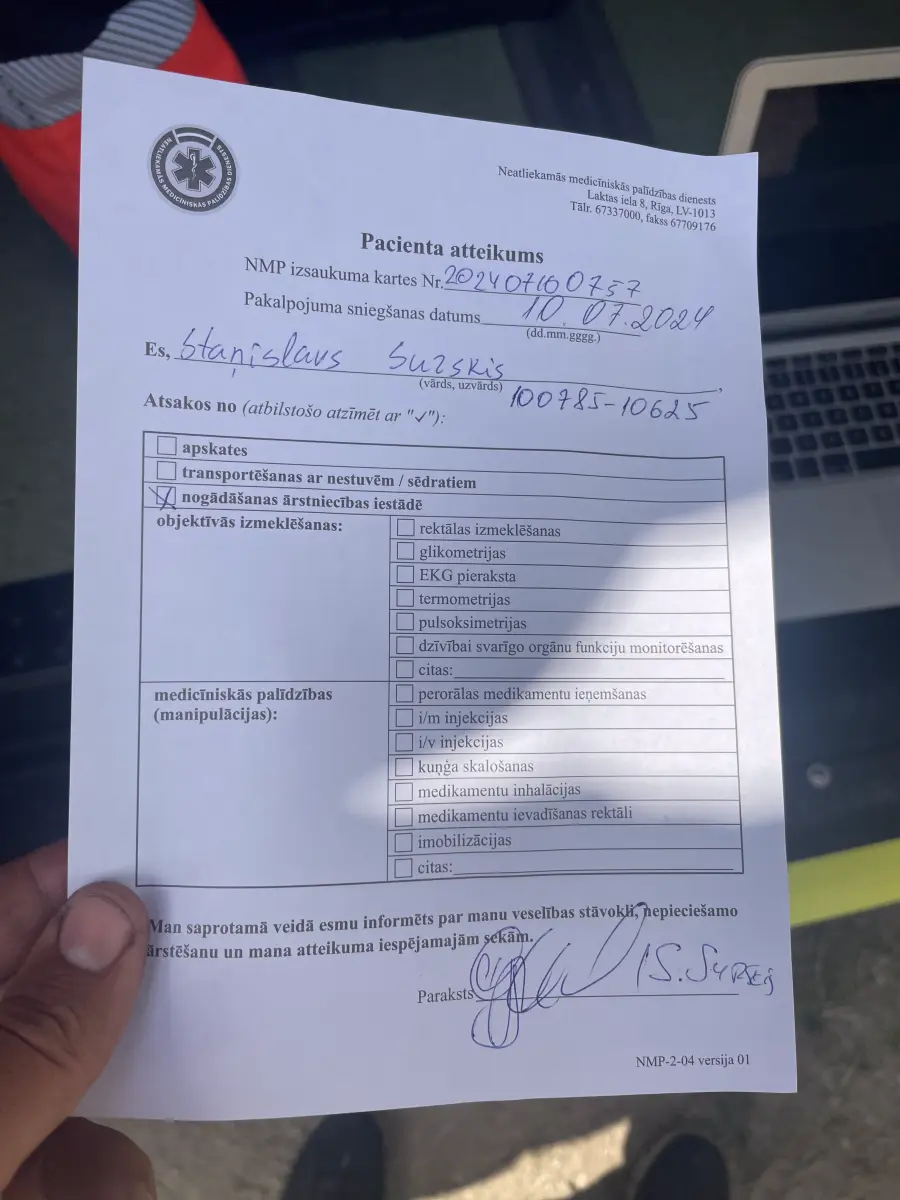 NEATLIEKAMĀS MEDICĪNISKĀS PALĪDZĪBAS DIENESTS
Neatliekamās medicīniskās palīdzības dienests
Laktas iela 8, Rīga, LV-1013
Tālr. 67337000, fakss 67709176
Pacienta atteikums
NMP izsaukuma kartes Nr. 20240710 0757
Pakalpojuma sniegšanas datums 10.07.2024
(dd.mm.gggg.)
Es, Staņislavs Surskis,
(vārds, uzvārds) 100785-10625
Atsakos no (atbilstošo atzīmēt ar "✓"):
apskates
transportēšanas ar nestuvēm / sēdratiem
nogādāšanas ārstniecības iestādē
objektīvās izmeklēšanas:
rektālas izmeklēšanas
glikometrijas
EKG pieraksta
termometrijas
pulsoksimetrijas
dzīvībai svarīgo orgānu funkciju monitorēšanas
citas:
medicīniskās palīdzības
(manipulācijas):
perorālas medikamentu ieņemšanas
i/m injekcijas
i/v injekcijas
kuņģa skalošanas
medikamentu inhalācijas
medikamentu ievadīšanas rektāli
imobilizācijas
citas:
Man saprotamā veidā esmu informēts par manu veselības stāvokli, nepieciešamo
ārstēšanu un mana atteikuma iespējamajām sekām.
Paraksts
NMP-2-04 versija 01